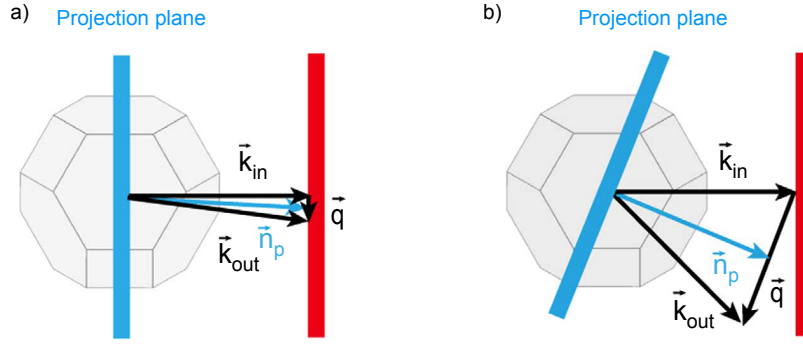 a)
Projection plane
k⃗in
q⃗
n⃗p
k⃗out
b)
Projection plane
k⃗in
n⃗p
q⃗
k⃗out